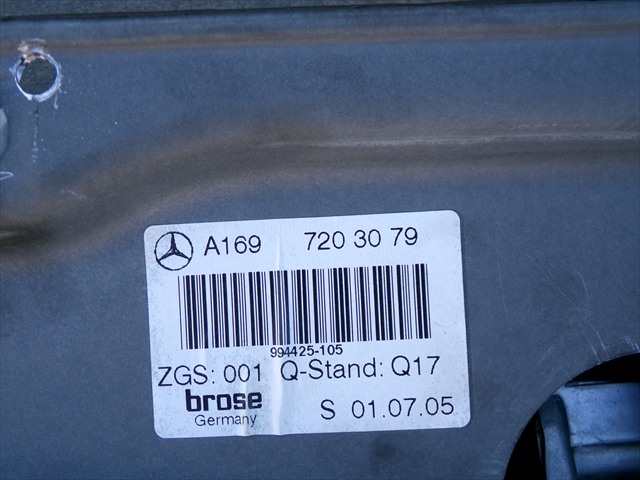 A169 720 30 79
994425-105
ZGS: 001 Q-Stand: Q17
brose
Germany
S 01.07.05